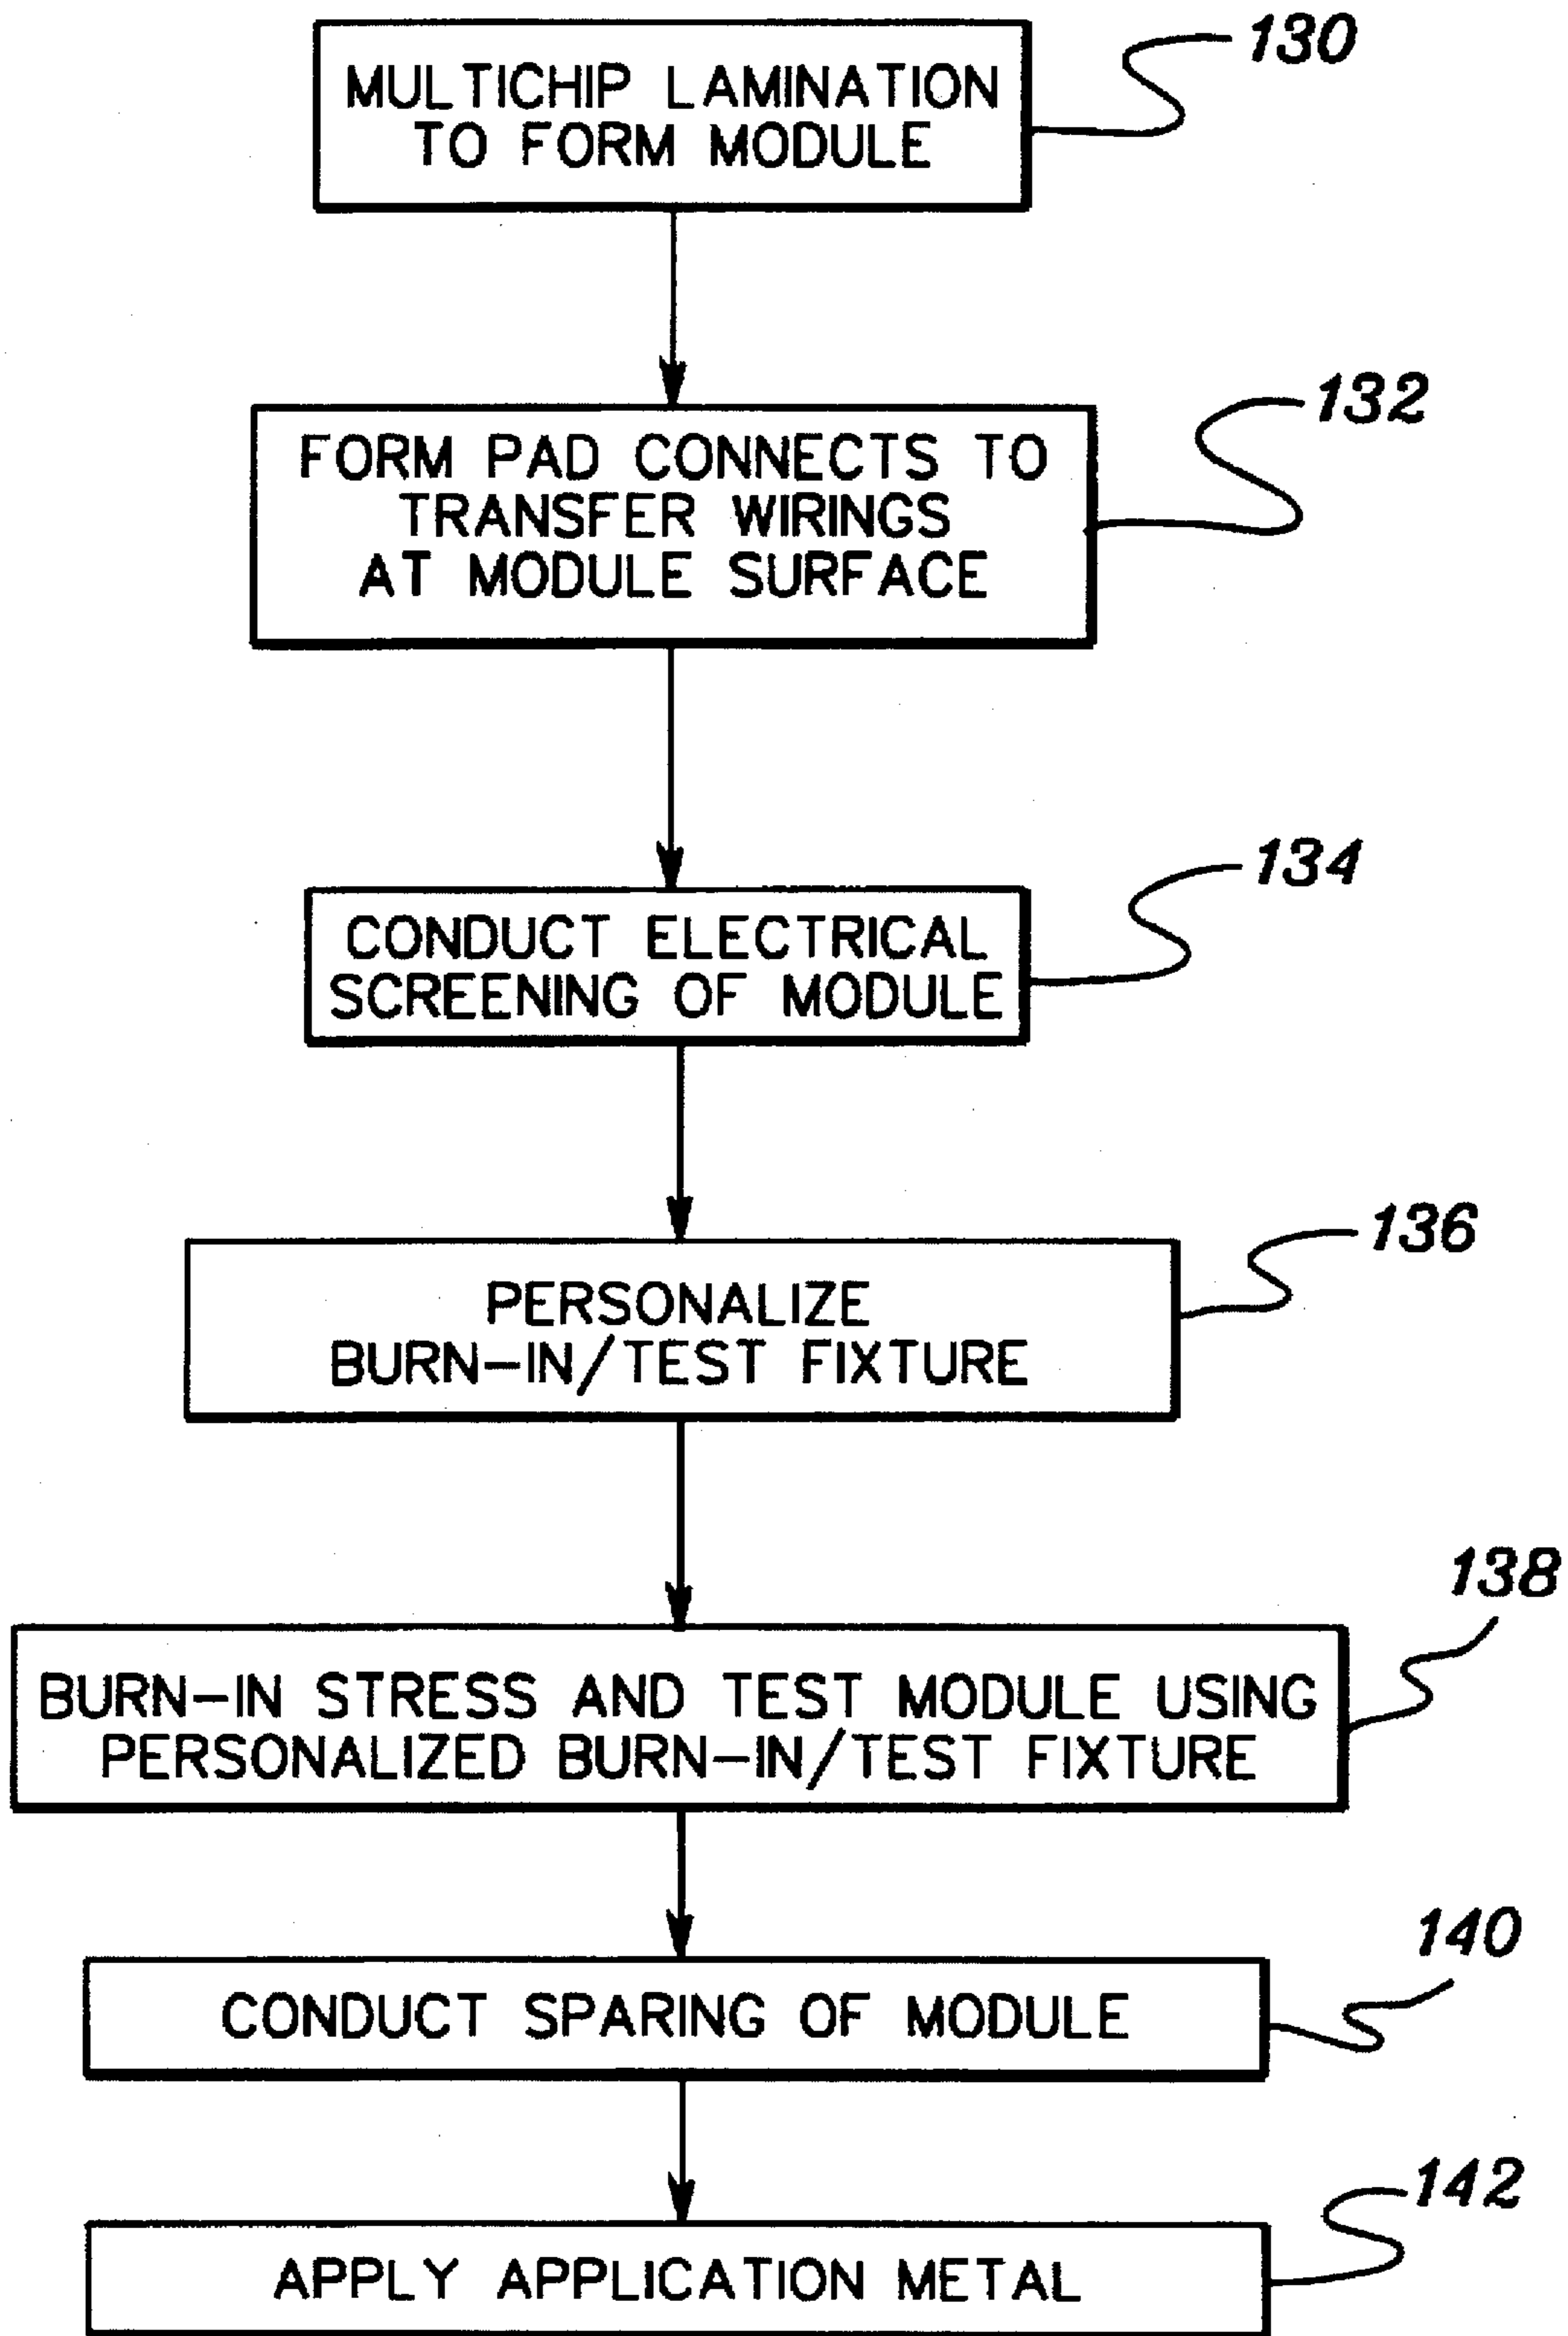 130
MULTICHIP LAMINATION
TO FORM MODULE
132
FORM PAD CONNECTS TO
TRANSFER WIRINGS
AT MODULE SURFACE
134
CONDUCT ELECTRICAL
SCREENING OF MODULE
136
PERSONALIZE
BURN-IN/TEST FIXTURE
138
BURN-IN STRESS AND TEST MODULE USING
PERSONALIZED BURN-IN/TEST FIXTURE
140
CONDUCT SPARING OF MODULE
142
APPLY APPLICATION METAL